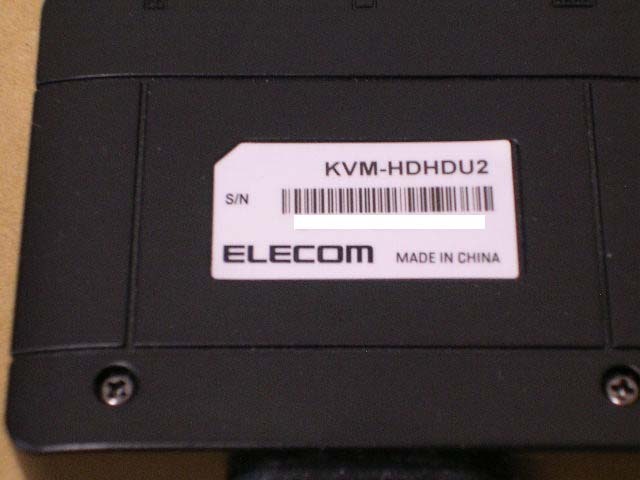 KVM-HDHDU2
S/N
ELECOM MADE IN CHINA